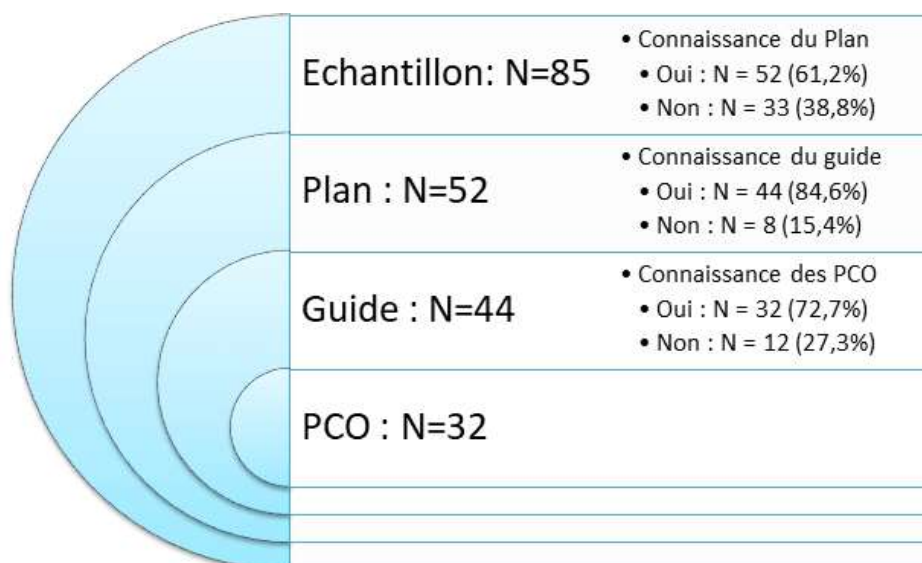 Echantillon: N=85
• Connaissance du Plan
• Oui : N = 52 (61,2%)
• Non : N = 33 (38,8%)
Plan : N=52
• Connaissance du guide
• Oui : N = 44 (84,6%)
• Non : N = 8 (15,4%)
Guide : N=44
• Connaissance des PCO
• Oui : N = 32 (72,7%)
• Non : N = 12 (27,3%)
PCO : N=32